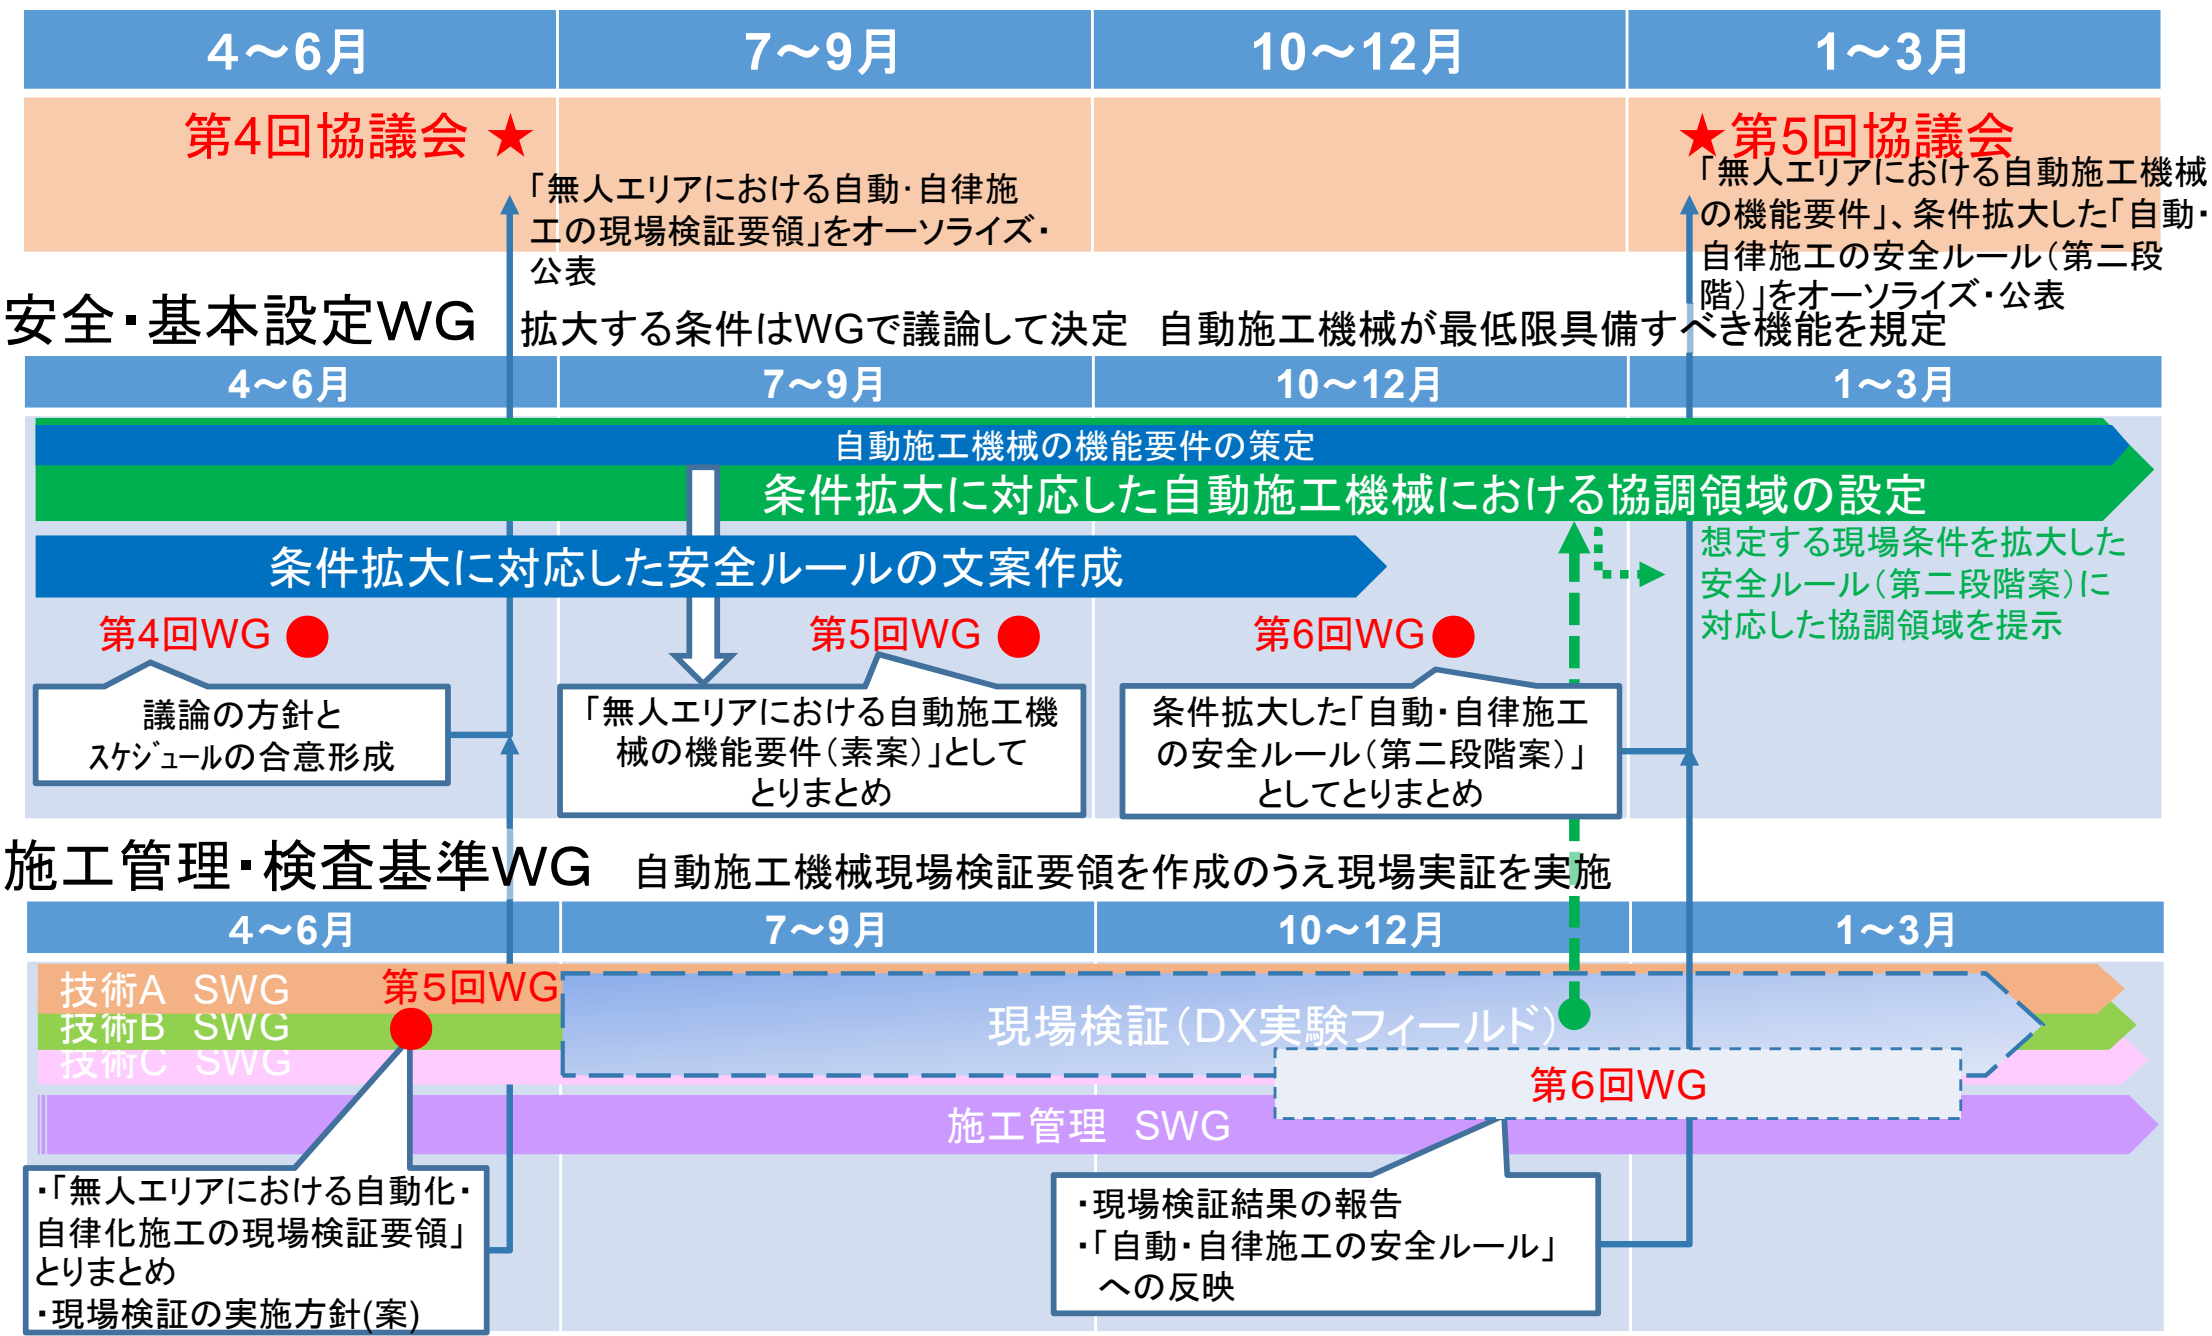 4～6月
7～9月
10～12月
1～3月
第4回協議会 ★
★第5回協議会
「無人エリアにおける自動･自律施
工の現場検証要領」をオーソライズ・
公表
「無人エリアにおける自動施工機械
の機能要件」、条件拡大した「自動・
自律施工の安全ルール（第二段
階）」をオーソライズ・公表
安全・基本設定WG
拡大する条件はWGで議論して決定　自動施工機械が最低限具備すべき機能を規定
4～6月
7～9月
10～12月
1～3月
自動施工機械の機能要件の策定
条件拡大に対応した自動施工機械における協調領域の設定
条件拡大に対応した安全ルールの文案作成
想定する現場条件を拡大した
安全ルール（第二段階案）に
対応した協調領域を提示
第4回WG
第5回WG
第6回WG
議論の方針と
ｽｹｼﾞｭｰﾙの合意形成
「無人エリアにおける自動施工機
械の機能要件（素案）」として
とりまとめ
条件拡大した「自動・自律施工
の安全ルール（第二段階案）」
としてとりまとめ
施工管理・検査基準WG
自動施工機械現場検証要領を作成のうえ現場実証を実施
4～6月
7～9月
10～12月
1～3月
技術A　SWG
第5回WG
技術B　SWG
技術C　SWG
現場検証（DX実験フィールド）
第6回WG
施工管理　SWG
・「無人エリアにおける自動化・
自律化施工の現場検証要領」
とりまとめ
・現場検証の実施方針(案)
・現場検証結果の報告
・「自動・自律施工の安全ルール」
への反映